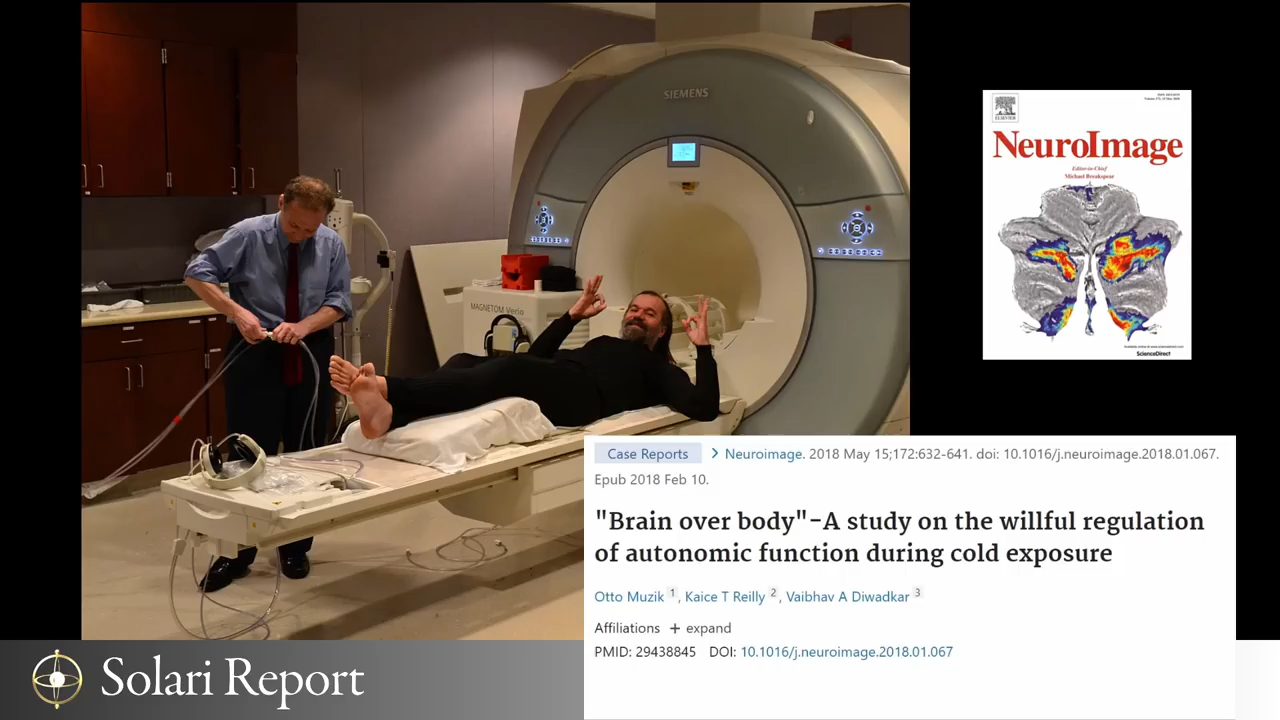 SIEMENS
MAGNETOM Verio
ELSEVIER
NeuroImage
Editor-in-Chief
Michael Breakspear
ScienceDirect
Case Reports > Neuroimage. 2018 May 15;172:632-641. doi: 10.1016/j.neuroimage.2018.01.067.
Epub 2018 Feb 10.
"Brain over body"-A study on the willful regulation
of autonomic function during cold exposure
Otto Muzik 1, Kaice T Reilly 2, Vaibhav A Diwadkar 3
Affiliations + expand
PMID: 29438845 DOI: 10.1016/j.neuroimage.2018.01.067
Solari Report